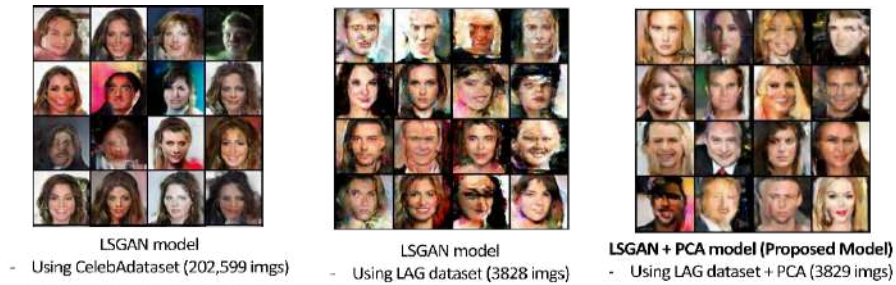 LSGAN model
- Using CelebAdataset (202,599 imgs)
LSGAN model
- Using LAG dataset (3828 imgs)
LSGAN + PCA model (Proposed Model)
- Using LAG dataset + PCA (3829 imgs)